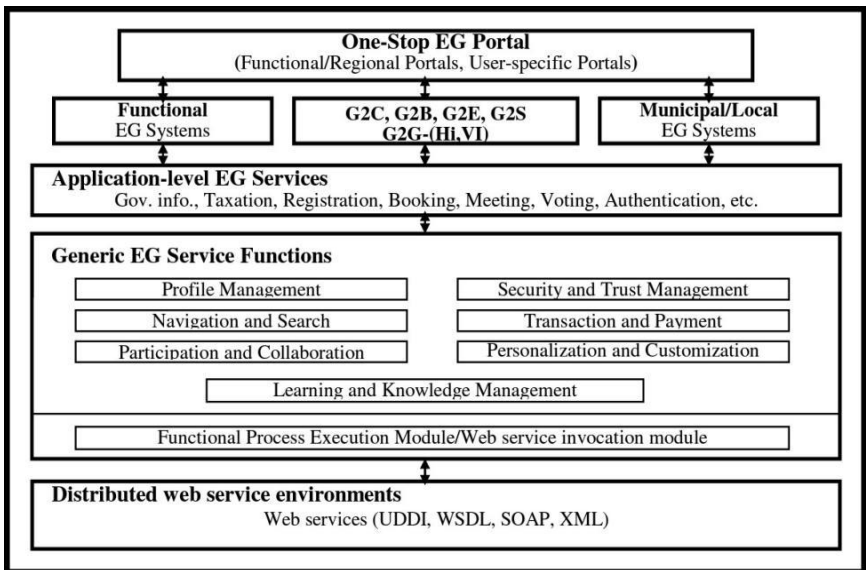 One-Stop EG Portal
(Functional/Regional Portals, User-specific Portals)
Functional
EG Systems
G2C, G2B, G2E, G2S
G2G-(Hi,VI)
Municipal/Local
EG Systems
Application-level EG Services
Gov. info., Taxation, Registration, Booking, Meeting, Voting, Authentication, etc.
Generic EG Service Functions
Profile Management
Security and Trust Management
Navigation and Search
Transaction and Payment
Participation and Collaboration
Personalization and Customization
Learning and Knowledge Management
Functional Process Execution Module/Web service invocation module
Distributed web service environments
Web services (UDDI, WSDL, SOAP, XML)